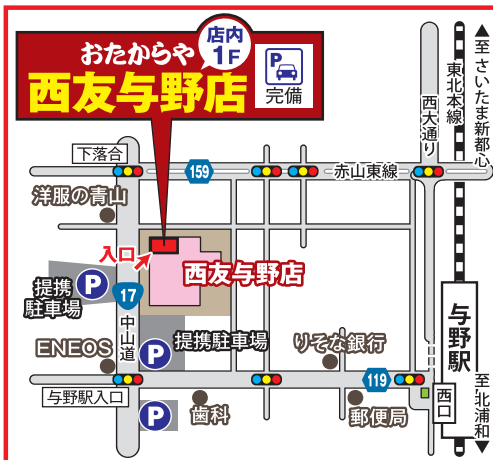 おたからや
店内
1F
西友与野店
P
完備
▲至 さいたま新都心
東北本線
西大通り
下落合
159
赤山東線
洋服の青山
入口
西友与野店
提携
駐車場
P
17
中山道
ENEOS
P
提携駐車場
りそな銀行
与野駅
西口
与野駅入口
119
P
歯科
郵便局
至 北浦和▼